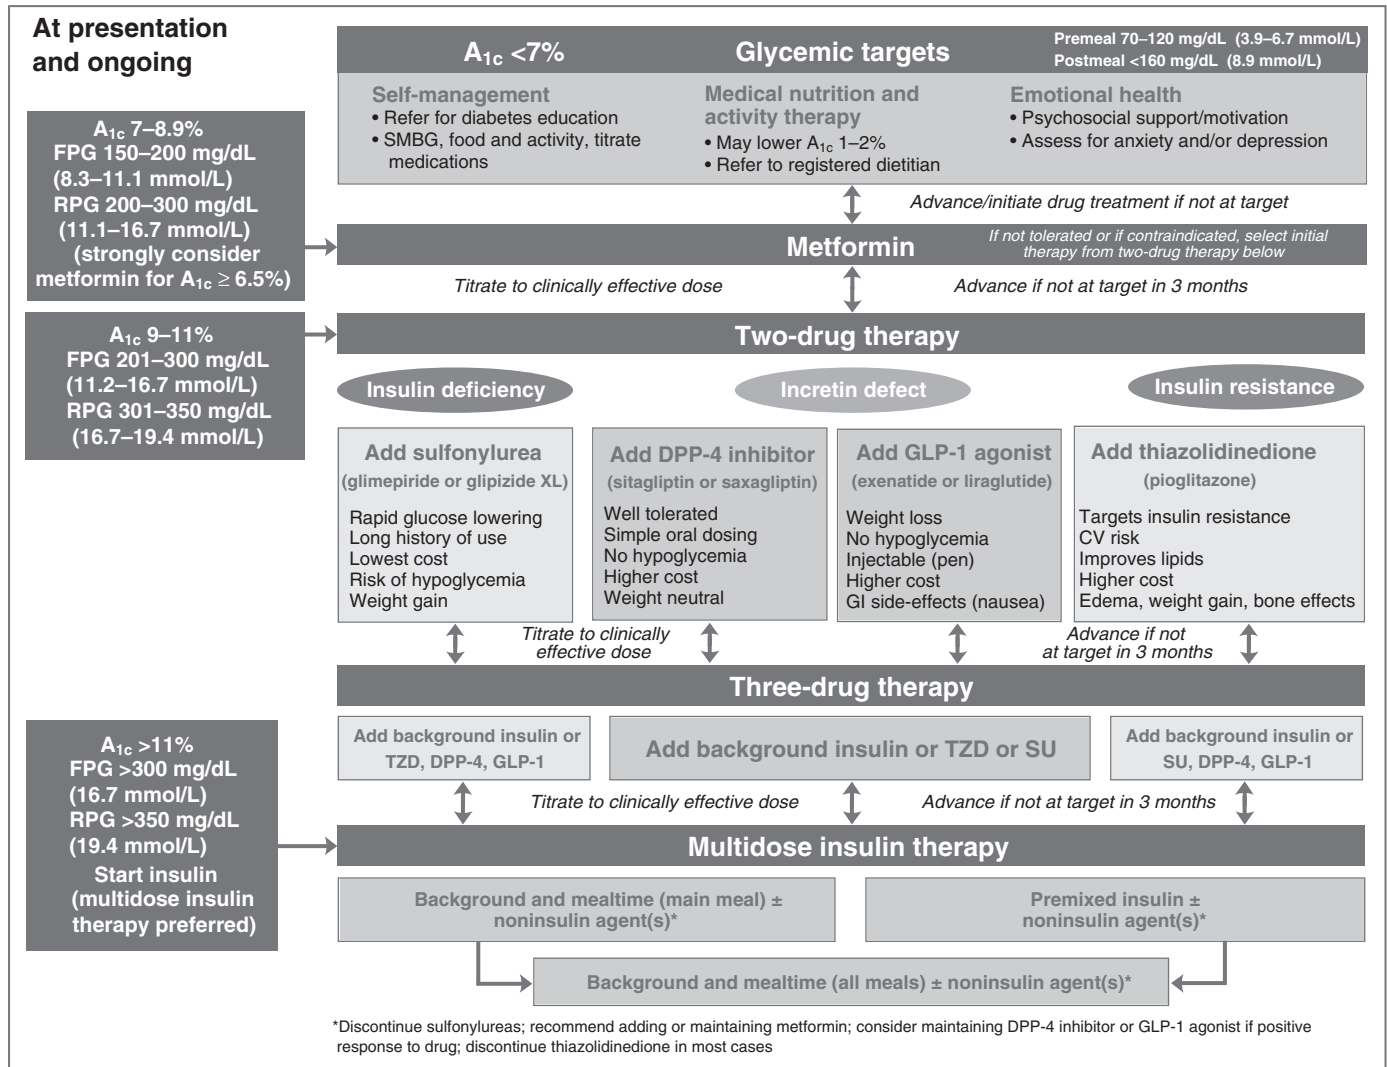 At presentation
and ongoing
A1c <7%
Glycemic targets
Premeal 70–120 mg/dL (3.9–6.7 mmol/L)
Postmeal <160 mg/dL (8.9 mmol/L)
Self-management
• Refer for diabetes education
• SMBG, food and activity, titrate
medications
Medical nutrition and
activity therapy
• May lower A1c 1–2%
• Refer to registered dietitian
Emotional health
• Psychosocial support/motivation
• Assess for anxiety and/or depression
A1c 7–8.9%
FPG 150–200 mg/dL
(8.3–11.1 mmol/L)
RPG 200–300 mg/dL
(11.1–16.7 mmol/L)
(strongly consider
metformin for A1c ≥ 6.5%)
Advance/initiate drug treatment if not at target
Metformin
If not tolerated or if contraindicated, select initial
therapy from two-drug therapy below
Titrate to clinically effective dose
Advance if not at target in 3 months
A1c 9–11%
FPG 201–300 mg/dL
(11.2–16.7 mmol/L)
RPG 301–350 mg/dL
(16.7–19.4 mmol/L)
Two-drug therapy
Insulin deficiency
Incretin defect
Insulin resistance
Add sulfonylurea
(glimepiride or glipizide XL)
Rapid glucose lowering
Long history of use
Lowest cost
Risk of hypoglycemia
Weight gain
Add DPP-4 inhibitor
(sitagliptin or saxagliptin)
Well tolerated
Simple oral dosing
No hypoglycemia
Higher cost
Weight neutral
Add GLP-1 agonist
(exenatide or liraglutide)
Weight loss
No hypoglycemia
Injectable (pen)
Higher cost
GI side-effects (nausea)
Add thiazolidinedione
(pioglitazone)
Targets insulin resistance
CV risk
Improves lipids
Higher cost
Edema, weight gain, bone effects
Titrate to clinically
effective dose
Advance if not
at target in 3 months
Three-drug therapy
Add background insulin or
TZD, DPP-4, GLP-1
Add background insulin or TZD or SU
Add background insulin or
SU, DPP-4, GLP-1
Titrate to clinically effective dose
Advance if not at target in 3 months
A1c >11%
FPG >300 mg/dL
(16.7 mmol/L)
RPG >350 mg/dL
(19.4 mmol/L)
Start insulin
(multidose insulin
therapy preferred)
Multidose insulin therapy
Background and mealtime (main meal) ±
noninsulin agent(s)*
Premixed insulin ±
noninsulin agent(s)*
Background and mealtime (all meals) ± noninsulin agent(s)*
*Discontinue sulfonylureas; recommend adding or maintaining metformin; consider maintaining DPP-4 inhibitor or GLP-1 agonist if positive
response to drug; discontinue thiazolidinedione in most cases